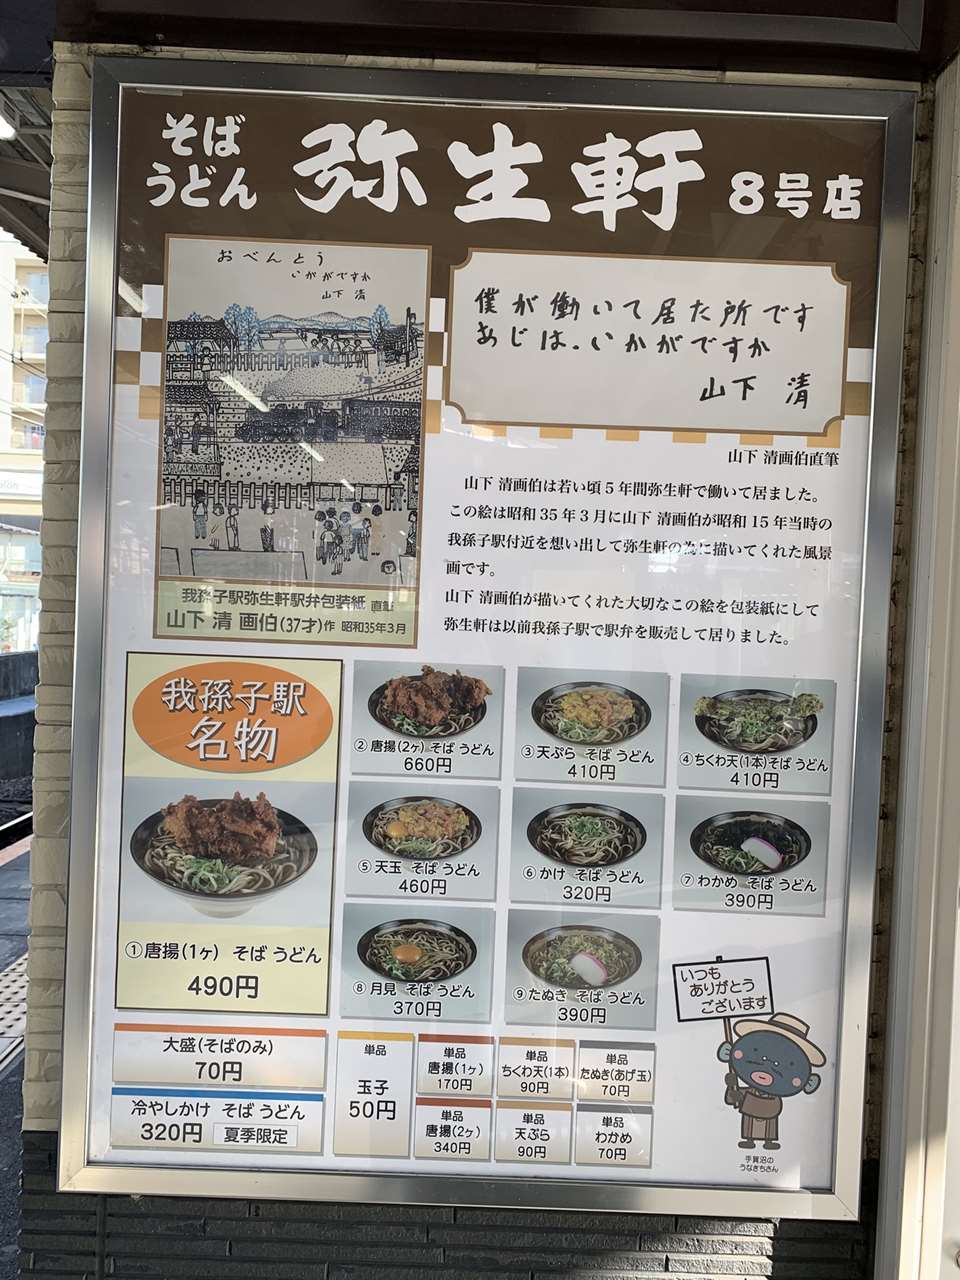 そば
うどん
弥生軒 8号店
おべんとう
いかがですか
山下 清
僕が働いて居た所です
あじは、いかがですか
山下 清
山下 清画伯直筆
山下 清画伯は若い頃5年間弥生軒で働いて居ました。
この絵は昭和35年3月に山下 清画伯が昭和15年当時の
我孫子駅付近を想い出して弥生軒の為に描いてくれた風景
画です。
山下 清画伯が描いてくれた大切なこの絵を包装紙にして
弥生軒は以前我孫子駅で駅弁を販売して居りました。
我孫子駅弥生軒駅弁包装紙 直筆
山下 清 画伯(37才)作 昭和35年3月
我孫子駅
名物
①唐揚(1ヶ) そば うどん
490円
②唐揚(2ヶ) そば うどん
660円
③天ぷら そば うどん
410円
④ちくわ天(1本)そば うどん
410円
⑤天玉 そば うどん
460円
⑥かけ そば うどん
320円
⑦わかめ そば うどん
390円
⑧月見 そば うどん
370円
⑨たぬき そば うどん
390円
大盛(そばのみ)
70円
冷やしかけ そば うどん
320円 夏季限定
単品
玉子
50円
単品
唐揚(1ヶ)
170円
単品
ちくわ天(1本)
90円
単品
たぬき(あげ玉)
70円
単品
唐揚(2ヶ)
340円
単品
天ぷら
90円
単品
わかめ
70円
いつも
ありがとう
ございます
手賀沼の
うなきちさん